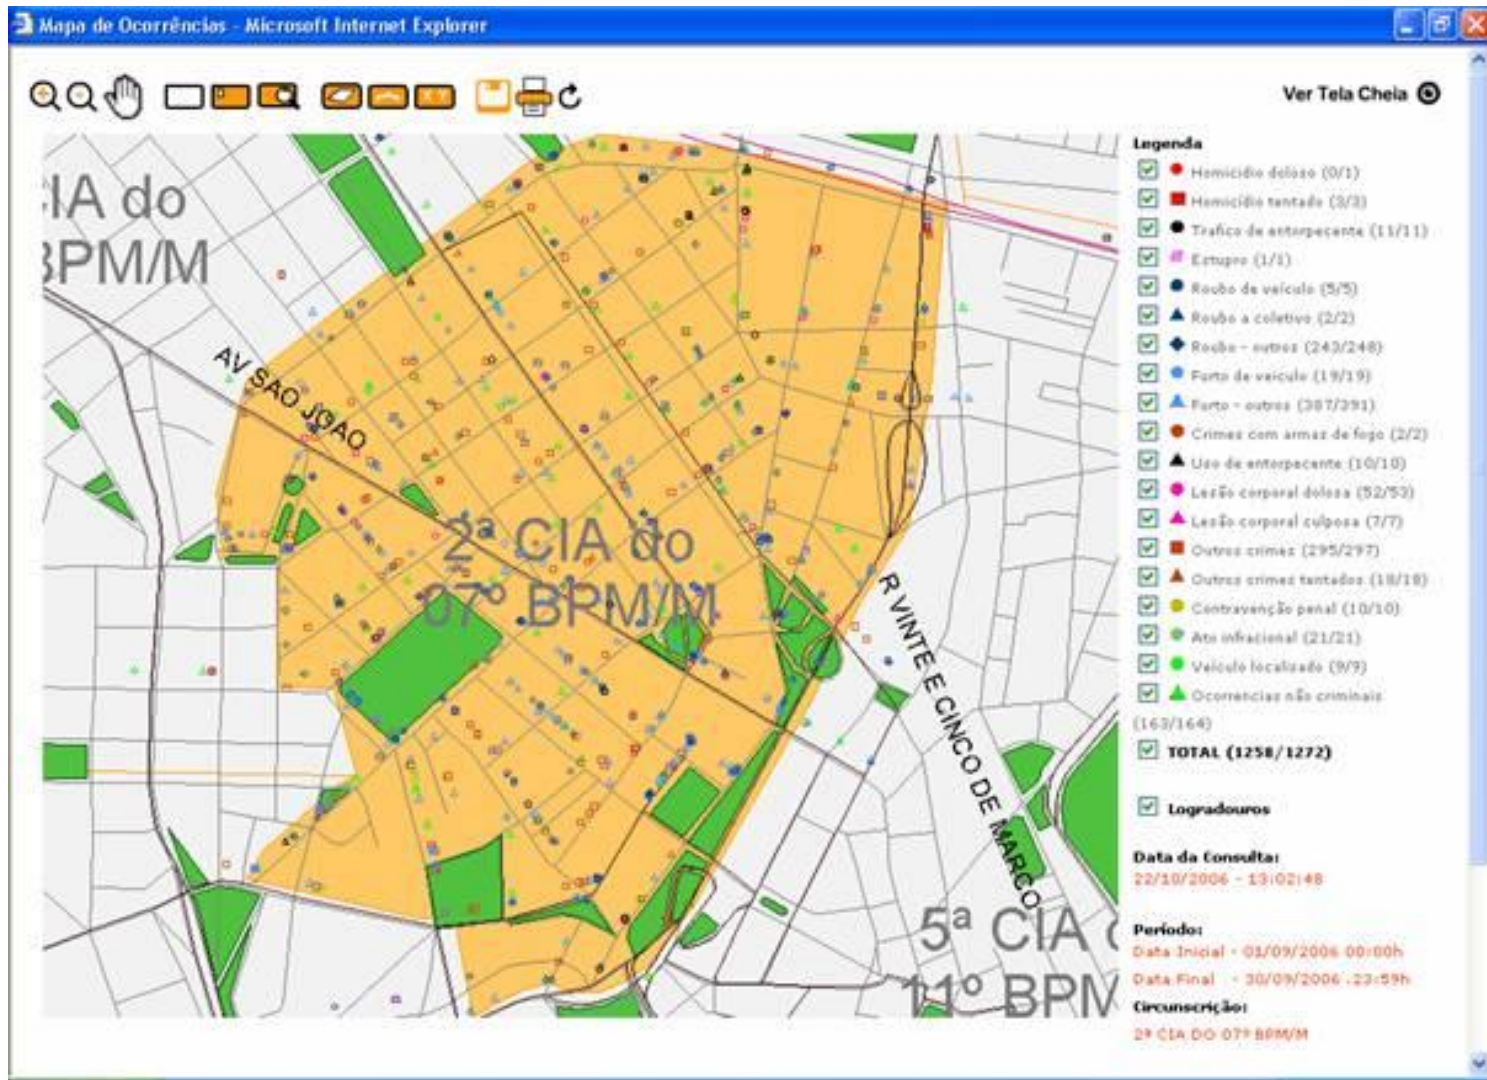 Mapa de Ocorrências - Microsoft Internet Explorer
Ver Tela Cheia
Legenda
Homicídio doloso (0/1)
Homicídio tentado (3/3)
Trafico de entorpecente (11/11)
Estupro (1/1)
Roubo de veículo (5/5)
Roubo a coletivo (2/2)
Roubo - outros (243/248)
Furto de veiculo (19/19)
Furto - outros (387/391)
Crimes com armas de fogo (2/2)
Uso de entorpecente (10/10)
Lesão corporal dolosa (52/53)
Lesão corporal culposa (7/7)
Outros crimes (295/297)
Outros crimes tentados (18/18)
Contravenção penal (10/10)
Ato infracional (21/21)
Veículo localizado (9/9)
Ocorrencias não criminais
(163/164)
TOTAL (1258/1272)
Logradouros
Data da Consulta:
22/10/2006 - 13:02:48
Período:
Data Inicial - 01/09/2006 00:00h
Data Final - 30/09/2006 .23:59h
Circunscrição:
2ª CIA DO 07º BPM/M
IA do
BPM/M
AV SAO JOAO
2ª CIA do
07º BPM/M
R VINTE E CINCO DE MARCO
5ª CIA
11º BPM